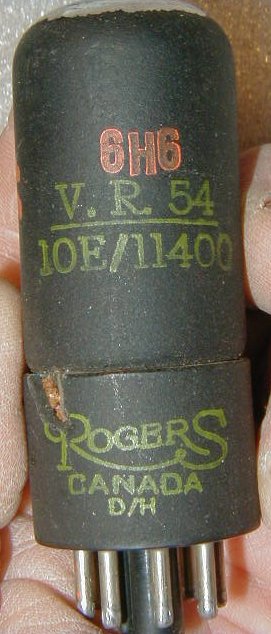 6H6
V. R. 54
10E/11400
ROGERS
CANADA
D/H